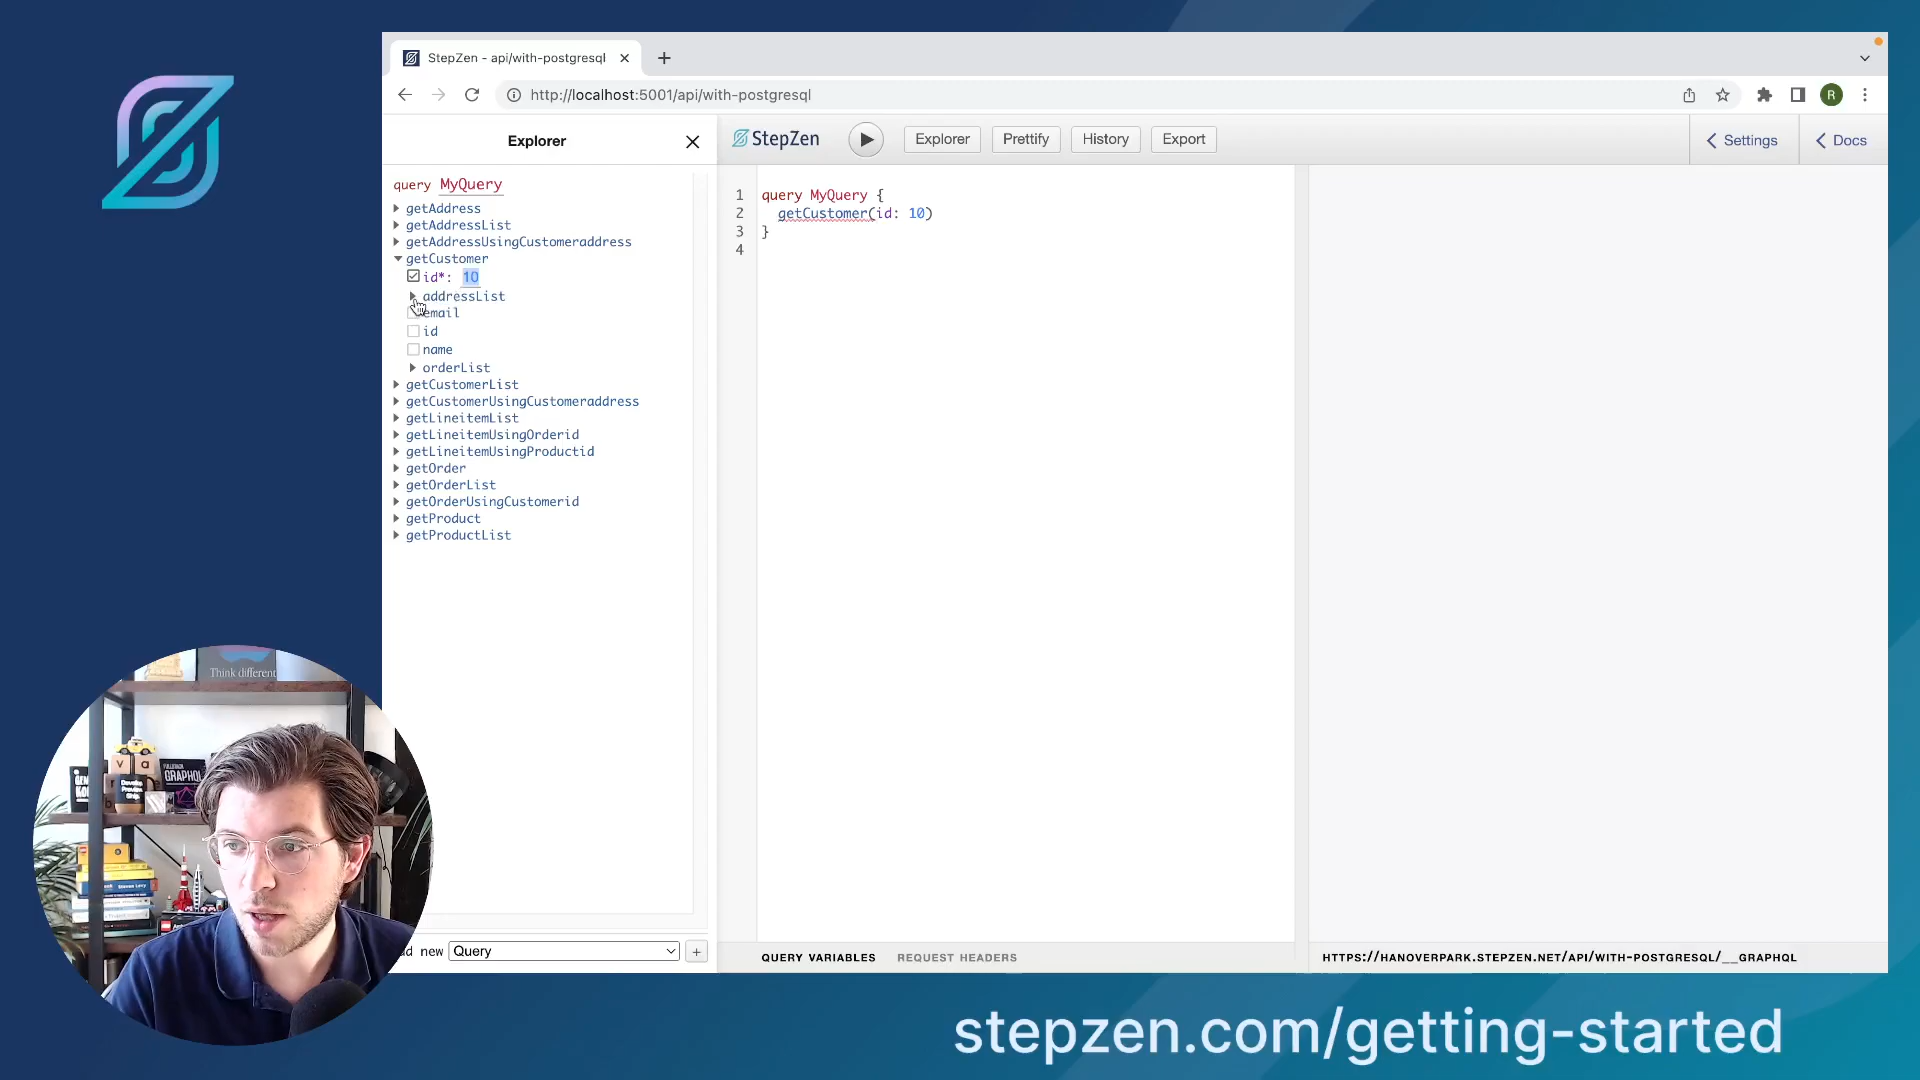 StepZen - api/with-postgresql
http://localhost:5001/api/with-postgresql
R
Explorer
StepZen
Explorer
Prettify
History
Export
Settings
Docs
query MyQuery
getAddress
getAddressList
getAddressUsingCustomeraddress
getCustomer
id*: 10
addressList
email
id
name
orderList
getCustomerList
getCustomerUsingCustomeraddress
getLineitemList
getLineitemUsingOrderid
getLineitemUsingProductid
getOrder
getOrderList
getOrderUsingCustomerid
getProduct
getProductList
1 query MyQuery {
2 getCustomer(id: 10)
3 }
4
new Query
QUERY VARIABLES
REQUEST HEADERS
HTTPS://HANOVERPARK.STEPZEN.NET/API/WITH-POSTGRESQL/__GRAPHQL
Think different
v a
GRAPHQL
stepzen.com/getting-started